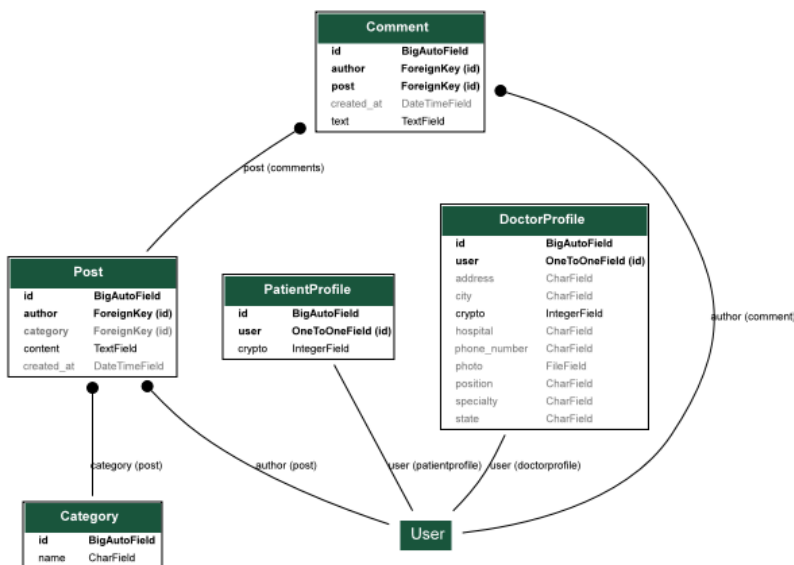 Comment
id BigAutoField
author ForeignKey (id)
post ForeignKey (id)
created_at DateTimeField
text TextField
post (comments)
DoctorProfile
id BigAutoField
user OneToOneField (id)
address CharField
city CharField
crypto IntegerField
hospital CharField
phone_number CharField
photo FileField
position CharField
specialty CharField
state CharField
Post
id BigAutoField
author ForeignKey (id)
category ForeignKey (id)
content TextField
created_at DateTimeField
PatientProfile
id BigAutoField
user OneToOneField (id)
crypto IntegerField
author (comment)
category (post)
author (post)
user (patientprofile)
user (doctorprofile)
Category
id BigAutoField
name CharField
User